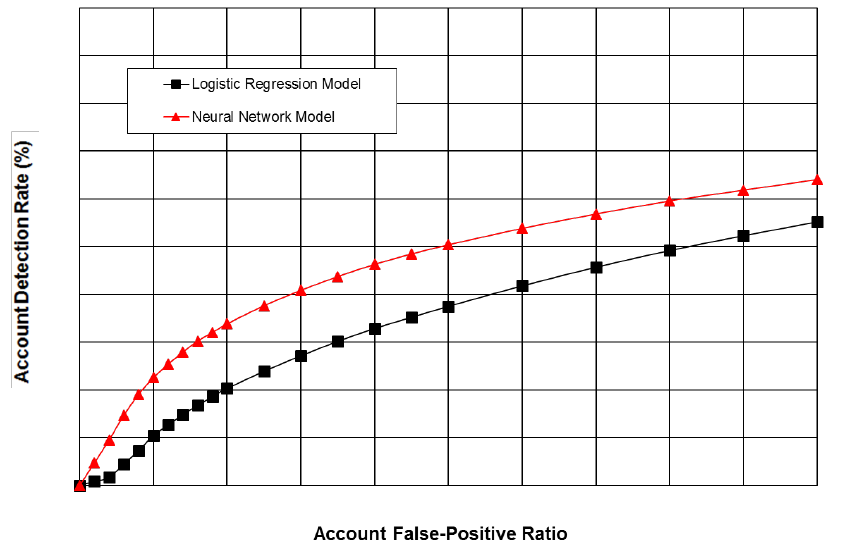 Logistic Regression Model
Neural Network Model
Account Detection Rate (%)
Account False-Positive Ratio